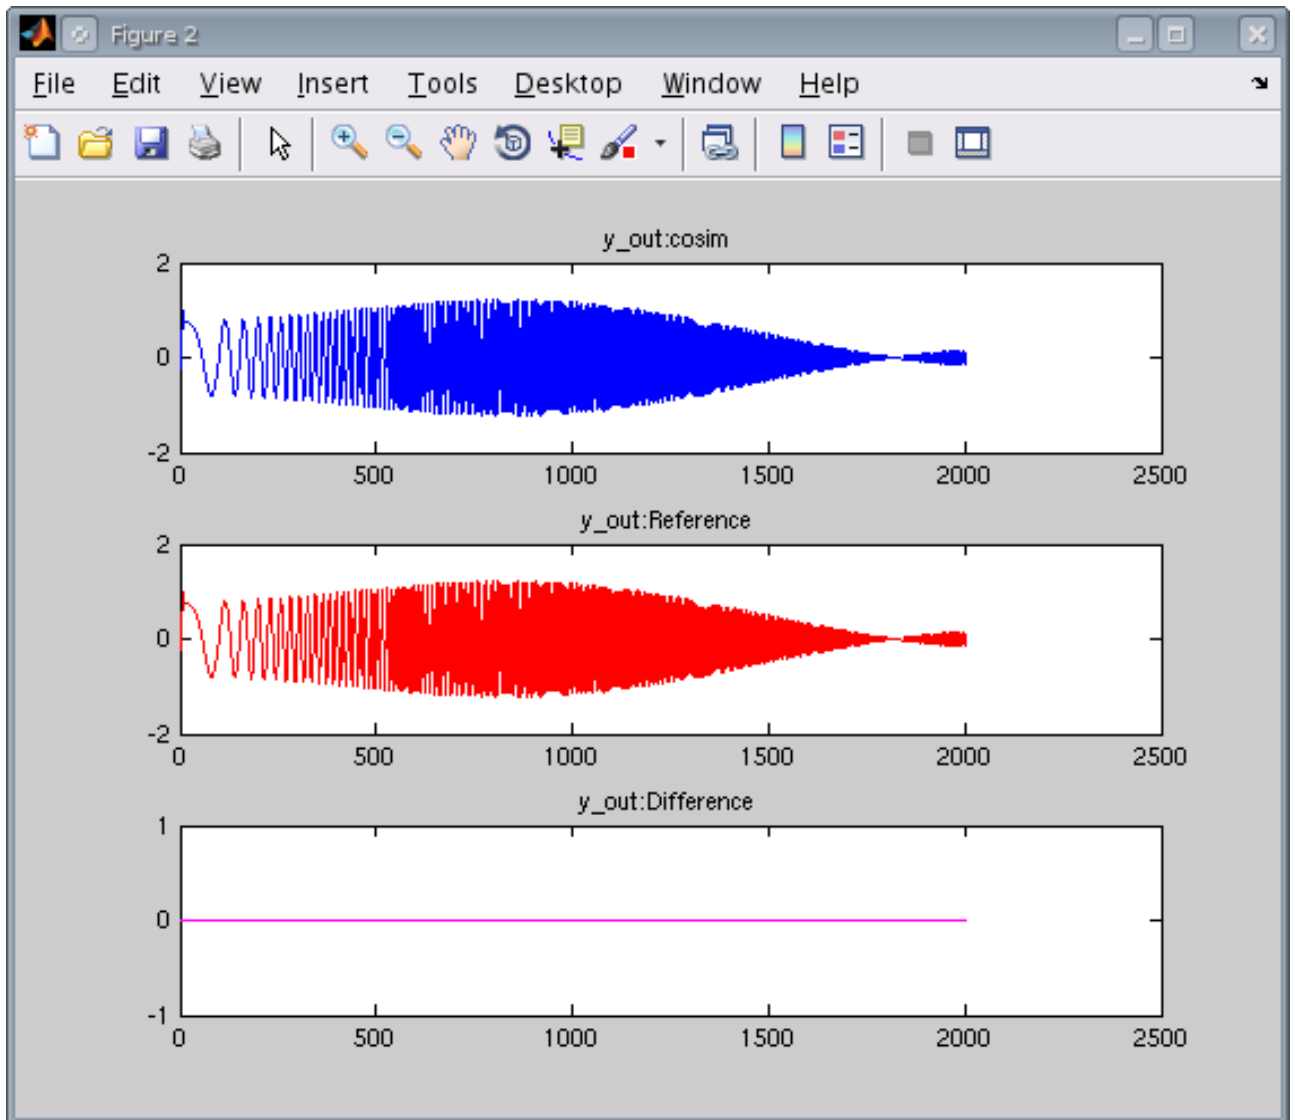 Figure 2
File Edit View Insert Tools Desktop Window Help
y_out:cosim
2
0
-2
0 500 1000 1500 2000 2500
y_out:Reference
2
0
-2
0 500 1000 1500 2000 2500
y_out:Difference
1
0
-1
0 500 1000 1500 2000 2500